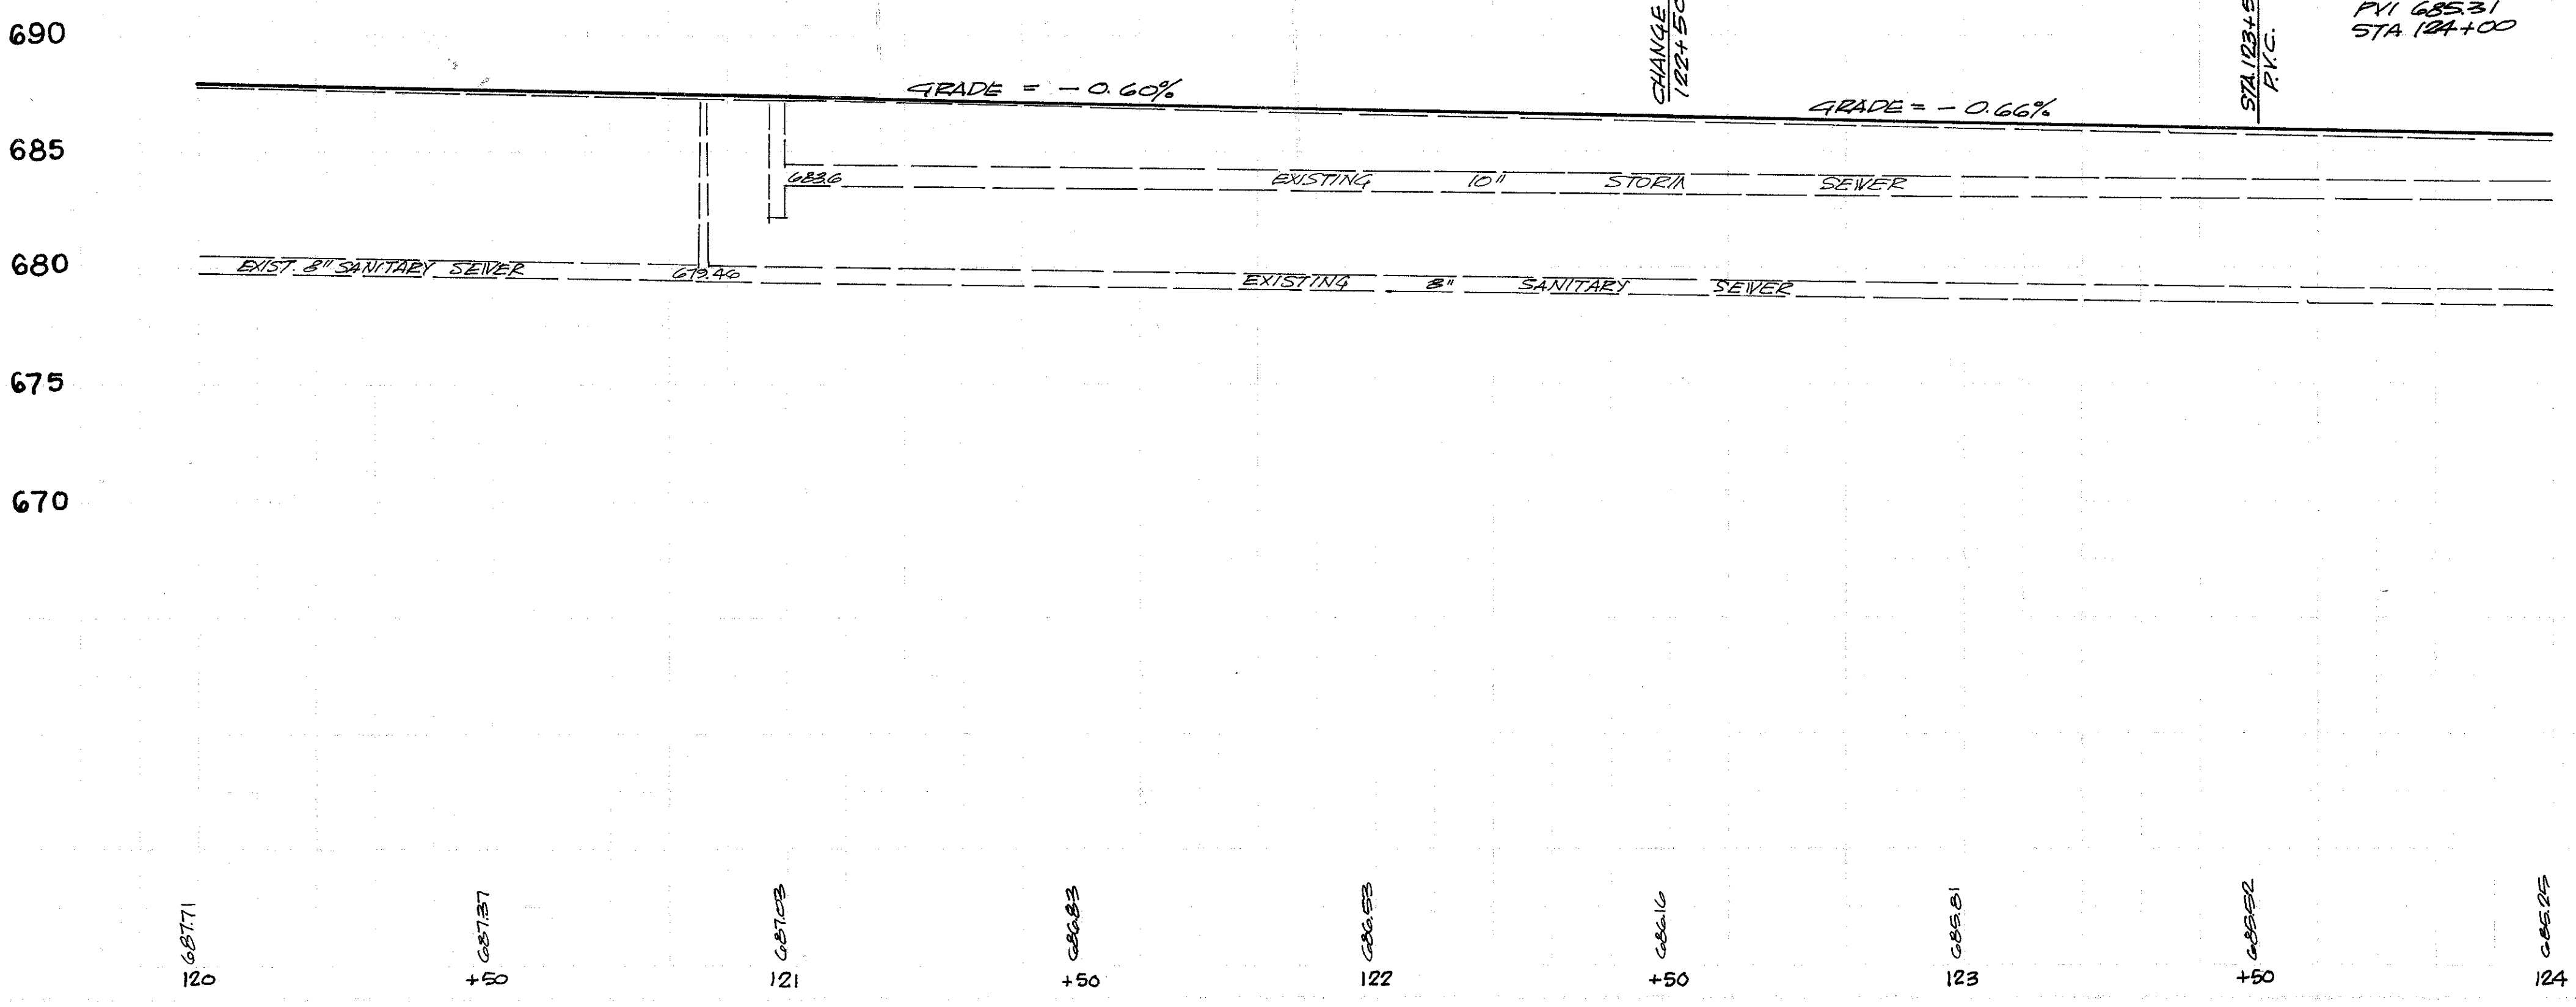 690
CHANGE
122+50
STA. 123+5
P.V.C.
PVI 685.31
STA 124+00
GRADE = - 0.60%
GRADE = - 0.66%
685
683.6
EXISTING 10" STORM SEWER
680
EXIST. 8" SANITARY SEWER
679.46
EXISTING 8" SANITARY SEWER
675
670
687.71
687.37
687.03
686.83
686.53
686.16
685.81
685.52
685.25
120
+50
121
+50
122
+50
123
+50
124